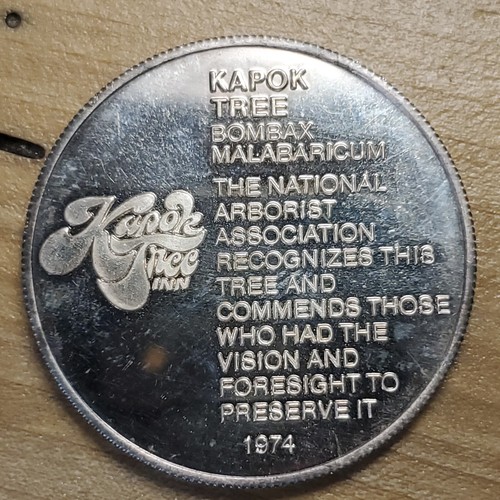 KAPOK
TREE
BOMBAX
MALABARICUM
THE NATIONAL
ARBORIST
ASSOCIATION
RECOGNIZES THIS
TREE AND
COMMENDS THOSE
WHO HAD THE
VISION AND
FORESIGHT TO
PRESERVE IT
1974
Kapok
Tree
INN